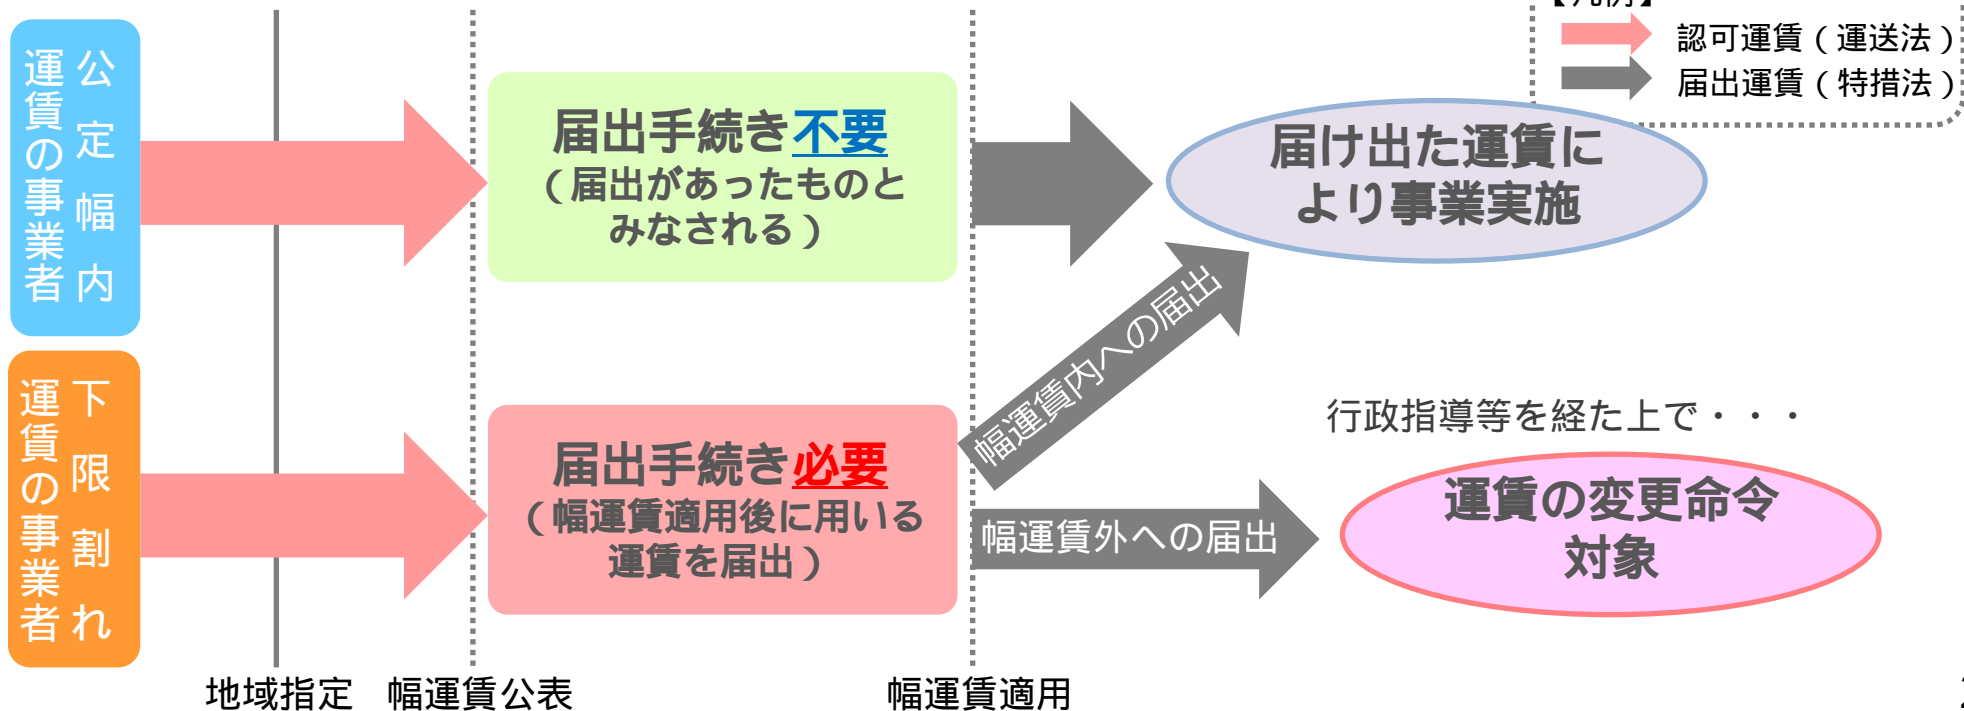 【凡例】
認可運賃（運送法）
届出運賃（特措法）
公定幅内
運賃の事業者
届出手続き不要
（届出があったものと
みなされる）
届け出た運賃に
より事業実施
下限割れ
運賃の事業者
届出手続き必要
（幅運賃適用後に用いる
運賃を届出）
幅運賃内への届出
幅運賃外への届出
行政指導等を経た上で・・・
運賃の変更命令
対象
地域指定
幅運賃公表
幅運賃適用